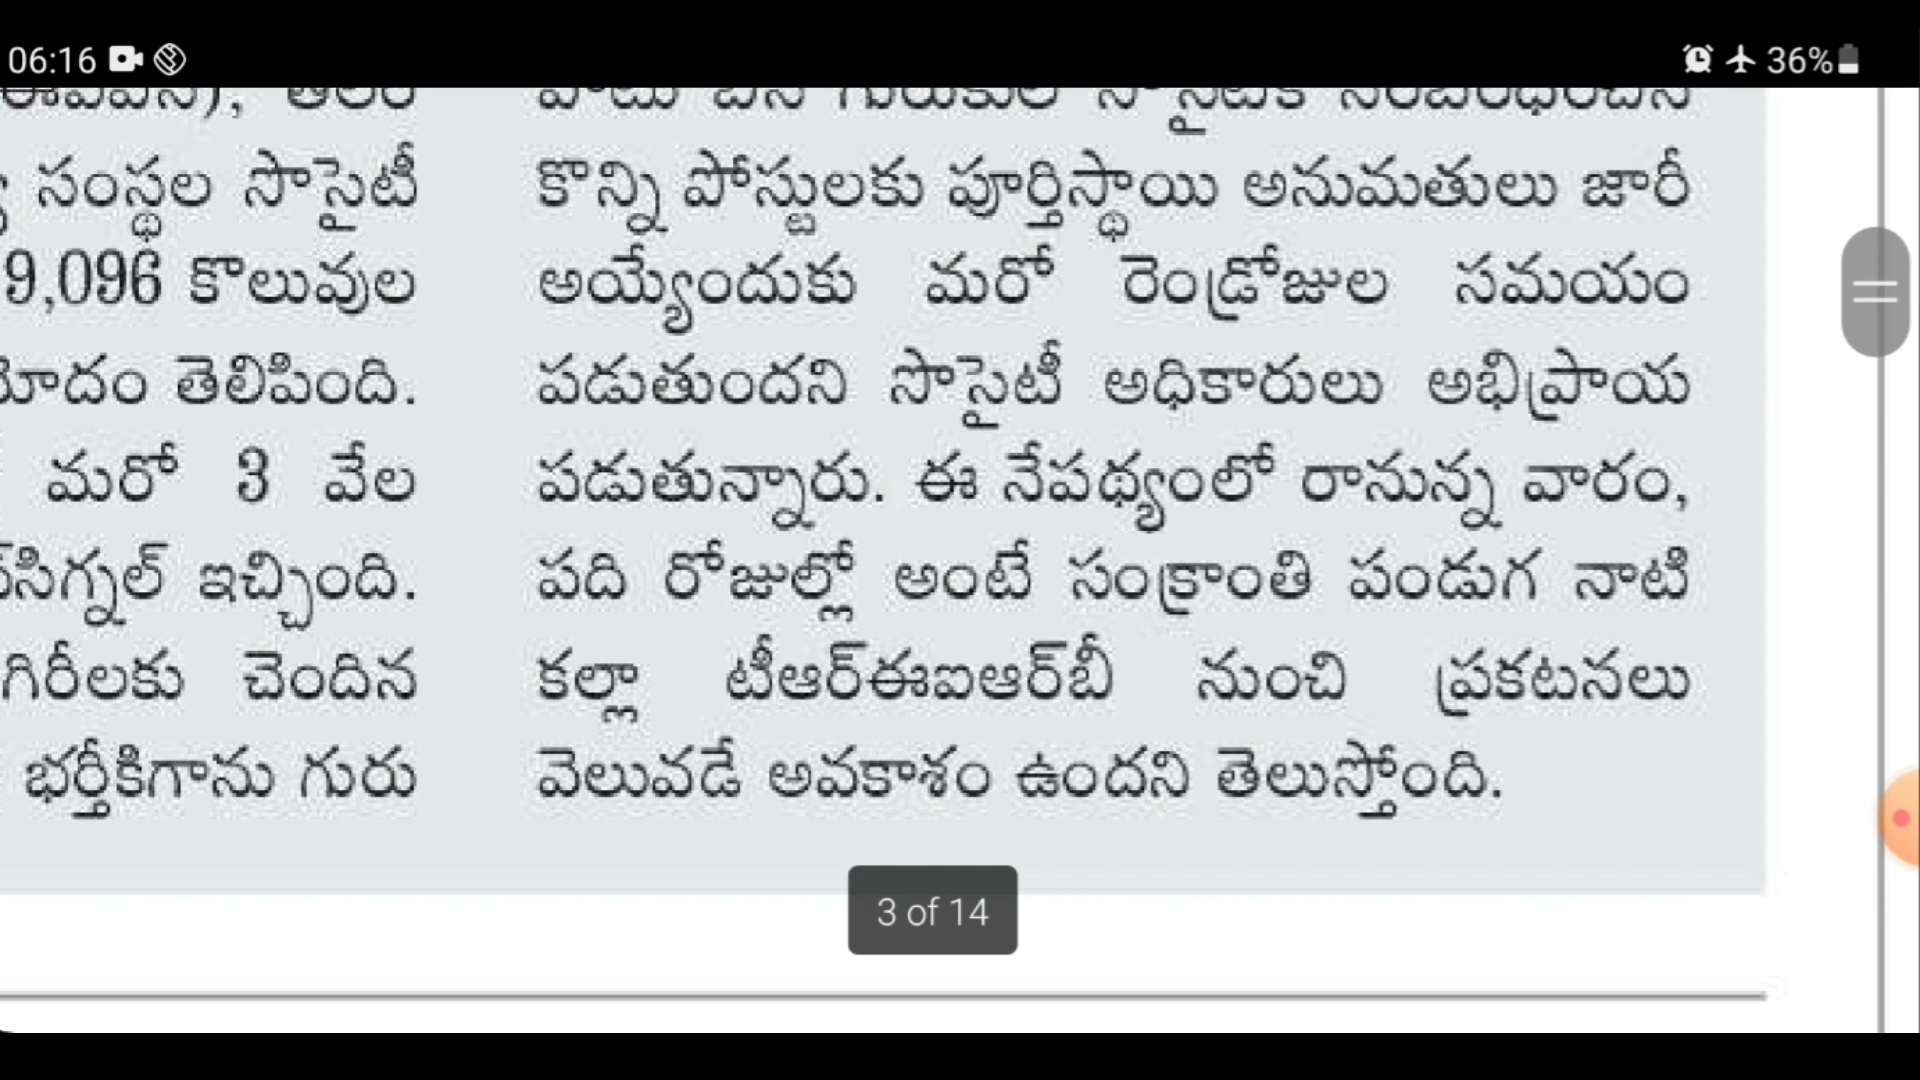 06:16
36%
సంస్థల సొసైటీ
9,096 కొలువుల
తెలిపింది.
మరో 3 వేల
ఇచ్చింది.
చెందిన
భర్తీకిగాను గురు
కొన్ని పోస్టులకు పూర్తిస్థాయి అనుమతులు జారీ
అయ్యేందుకు మరో రెండ్రోజుల సమయం
పడుతుందని సొసైటీ అధికారులు అభిప్రాయ
పడుతున్నారు. ఈ నేపథ్యంలో రానున్న వారం,
పది రోజుల్లో అంటే సంక్రాంతి పండుగ నాటి
కల్లా టీఆర్ఈఐఆర్‌బీ నుంచి ప్రకటనలు
వెలువడే అవకాశం ఉందని తెలుస్తోంది.
3 of 14